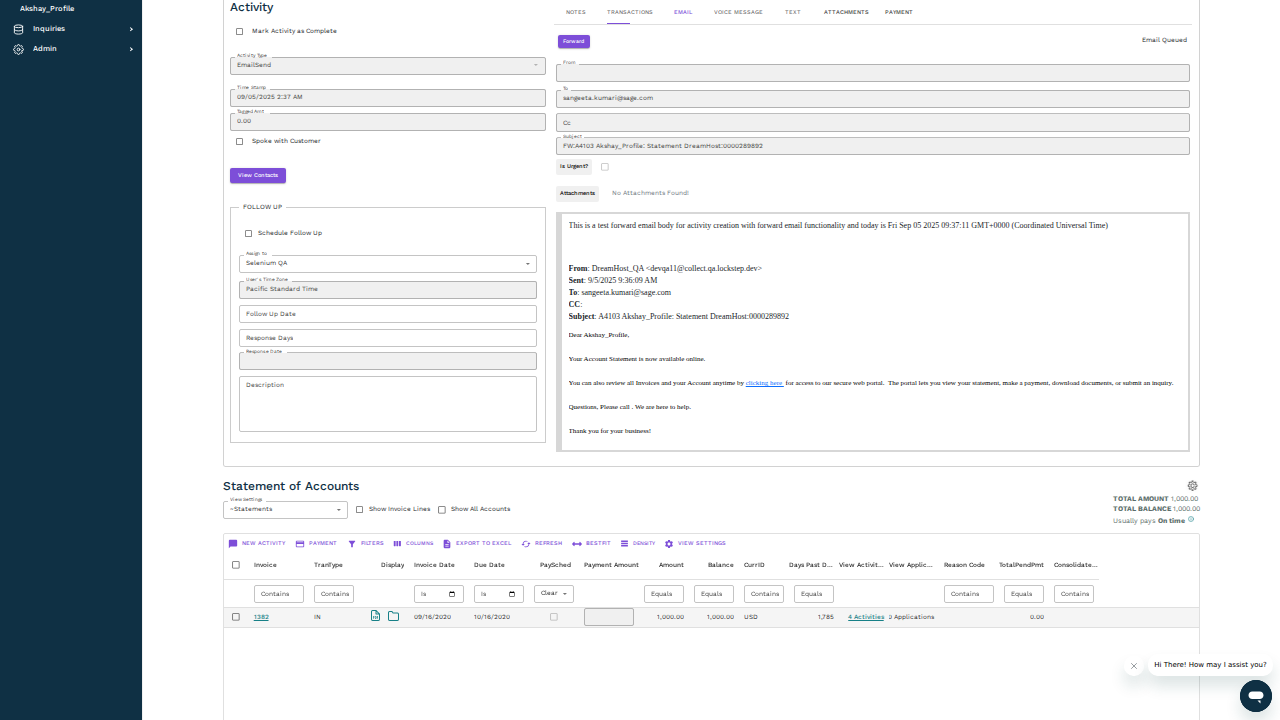 Akshay_Profile
Inquiries
Admin
Activity
Mark Activity as Complete
Activity Type
EmailSend
Time Stamp
09/05/2025 2:37 AM
Tagged Amt
0.00
Spoke with Customer
View Contacts
FOLLOW UP
Schedule Follow Up
Assign To
Selenium QA
User's Time Zone
Pacific Standard Time
Follow Up Date
Response Days
Response Date
Description
NOTES TRANSACTIONS EMAIL VOICE MESSAGE TEXT ATTACHMENTS PAYMENT
Forward
Email Queued
From
To
sangeeta.kumari@sage.com
Cc
Subject
FW:A4103 Akshay_Profile: Statement DreamHost:0000289892
Is Urgent?
Attachments No Attachments Found!
This is a test forward email body for activity creation with forward email functionality and today is Fri Sep 05 2025 09:37:11 GMT+0000 (Coordinated Universal Time)
From: DreamHost_QA <devqa11@collect.qa.lockstep.dev>
Sent: 9/5/2025 9:36:09 AM
To: sangeeta.kumari@sage.com
CC:
Subject: A4103 Akshay_Profile: Statement DreamHost:0000289892
Dear Akshay_Profile,
Your Account Statement is now available online.
You can also review all Invoices and your Account anytime by clicking here for access to our secure web portal. The portal lets you view your statement, make a payment, download documents, or submit an inquiry.
Questions, Please call . We are here to help.
Thank you for your business!
Statement of Accounts
View Settings
~Statements
Show Invoice Lines Show All Accounts
TOTAL AMOUNT 1,000.00
TOTAL BALANCE 1,000.00
Usually pays On time
NEW ACTIVITY PAYMENT FILTERS COLUMNS EXPORT TO EXCEL REFRESH BESTFIT DENSITY VIEW SETTINGS
Invoice TranType Display Invoice Date Due Date PaySched Payment Amount Amount Balance CurrID Days Past D... View Activit... View Applic... Reason Code TotalPendPmt Consolidate...
Contains Contains Is Is Clear Equals Equals Contains Equals Contains Equals Contains
1382 IN 09/16/2020 10/16/2020 1,000.00 1,000.00 USD 1,785 4 Activities Applications 0.00
Hi There! How may I assist you?